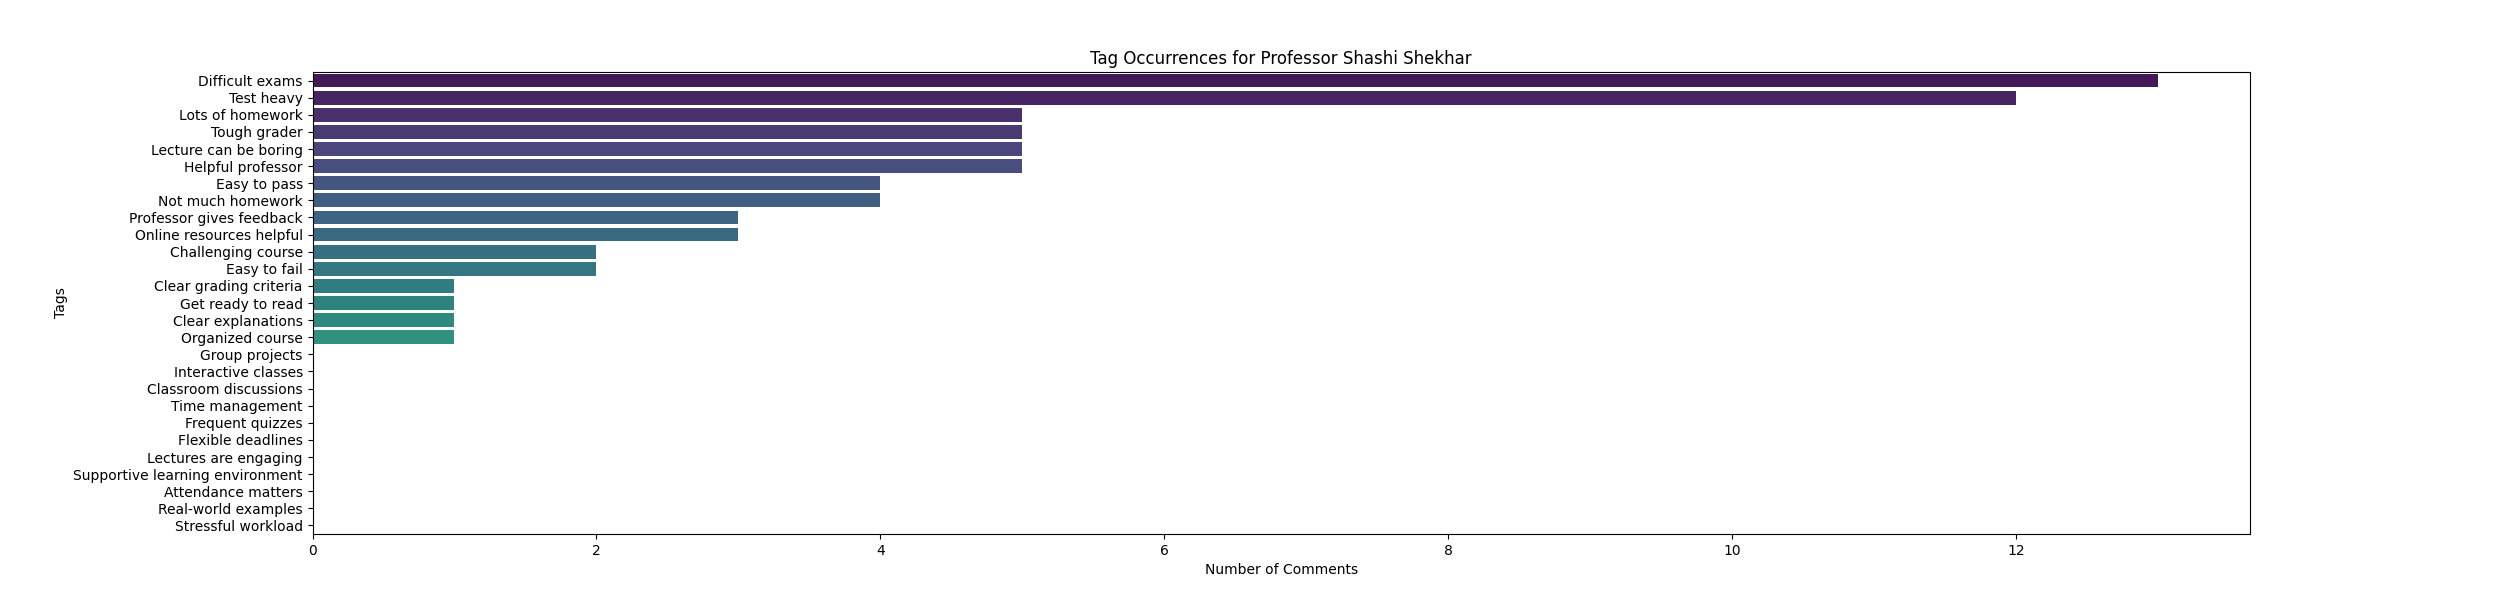 Tag Occurrences for Professor Shashi Shekhar
Difficult exams
Test heavy
Lots of homework
Tough grader
Lecture can be boring
Helpful professor
Easy to pass
Not much homework
Professor gives feedback
Online resources helpful
Challenging course
Easy to fail
Clear grading criteria
Get ready to read
Clear explanations
Organized course
Group projects
Interactive classes
Classroom discussions
Time management
Frequent quizzes
Flexible deadlines
Lectures are engaging
Supportive learning environment
Attendance matters
Real-world examples
Stressful workload
Tags
0 2 4 6 8 10 12
Number of Comments